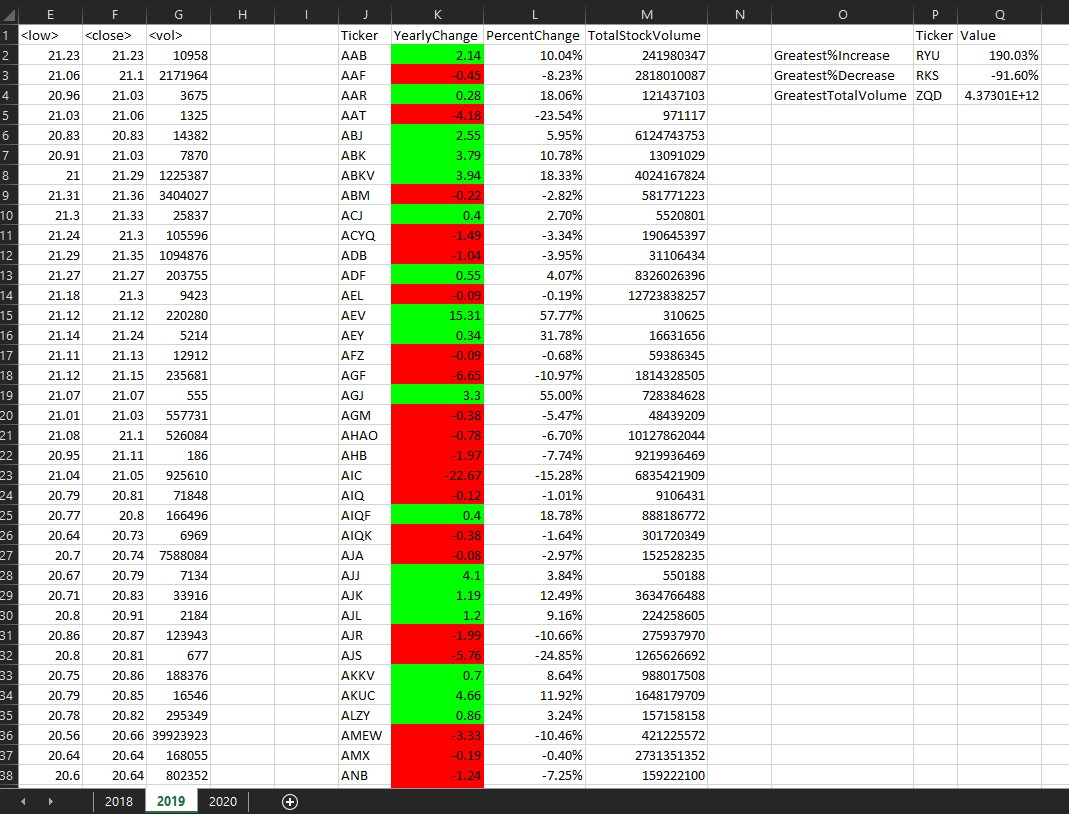 E F G H I J K L M N O P Q
1 <low> <close> <vol> Ticker YearlyChange PercentChange TotalStockVolume Ticker Value
2 21.23 21.23 10958 AAB 2.14 10.04% 241980347 Greatest%Increase RYU 190.03%
3 21.06 21.1 2171964 AAF -0.45 -8.23% 2818010087 Greatest%Decrease RKS -91.60%
4 20.96 21.03 3675 AAR 0.28 18.06% 121437103 GreatestTotalVolume ZQD 4.37301E+12
5 21.03 21.06 1325 AAT -4.18 -23.54% 971117
6 20.83 20.83 14382 ABJ 2.55 5.95% 6124743753
7 20.91 21.03 7870 ABK 3.79 10.78% 13091029
8 21 21.29 1225387 ABKV 3.94 18.33% 4024167824
9 21.31 21.36 3404027 ABM -0.22 -2.82% 581771223
10 21.3 21.33 25837 ACJ 0.4 2.70% 5520801
11 21.24 21.3 105596 ACYQ -1.49 -3.34% 190645397
12 21.29 21.35 1094876 ADB -1.04 -3.95% 31106434
13 21.27 21.27 203755 ADF 0.55 4.07% 8326026396
14 21.18 21.3 9423 AEL -0.09 -0.19% 12723838257
15 21.12 21.12 220280 AEV 15.31 57.77% 310625
16 21.14 21.24 5214 AEY 0.34 31.78% 16631656
17 21.11 21.13 12912 AFZ -0.09 -0.68% 59386345
18 21.12 21.15 235681 AGF -6.65 -10.97% 1814328505
19 21.07 21.07 555 AGJ 3.3 55.00% 728384628
20 21.01 21.03 557731 AGM -0.38 -5.47% 48439209
21 21.08 21.1 526084 AHAO -0.78 -6.70% 10127862044
22 20.95 21.11 186 AHB -1.97 -7.74% 9219936469
23 21.04 21.05 925610 AIC -22.67 -15.28% 6835421909
24 20.79 20.81 71848 AIQ -0.12 -1.01% 9106431
25 20.77 20.8 166496 AIQF 0.4 18.78% 888186772
26 20.64 20.73 6969 AIQK -0.38 -1.64% 301720349
27 20.7 20.74 7588084 AJA -0.08 -2.97% 152528235
28 20.67 20.79 7134 AJJ 4.1 3.84% 550188
29 20.71 20.83 33916 AJK 1.19 12.49% 3634766488
30 20.8 20.91 2184 AJL 1.2 9.16% 224258605
31 20.86 20.87 123943 AJR -1.99 -10.66% 275937970
32 20.8 20.81 677 AJS -5.76 -24.85% 1265626692
33 20.75 20.86 188376 AKKV 0.7 8.64% 988017508
34 20.79 20.85 16546 AKUC 4.66 11.92% 1648179709
35 20.78 20.82 295349 ALZY 0.86 3.24% 157158158
36 20.56 20.66 39923923 AMEW -3.33 -10.46% 421225572
37 20.64 20.64 168055 AMX -0.19 -0.40% 2731351352
38 20.6 20.64 802352 ANB -1.24 -7.25% 159222100
2018 2019 2020